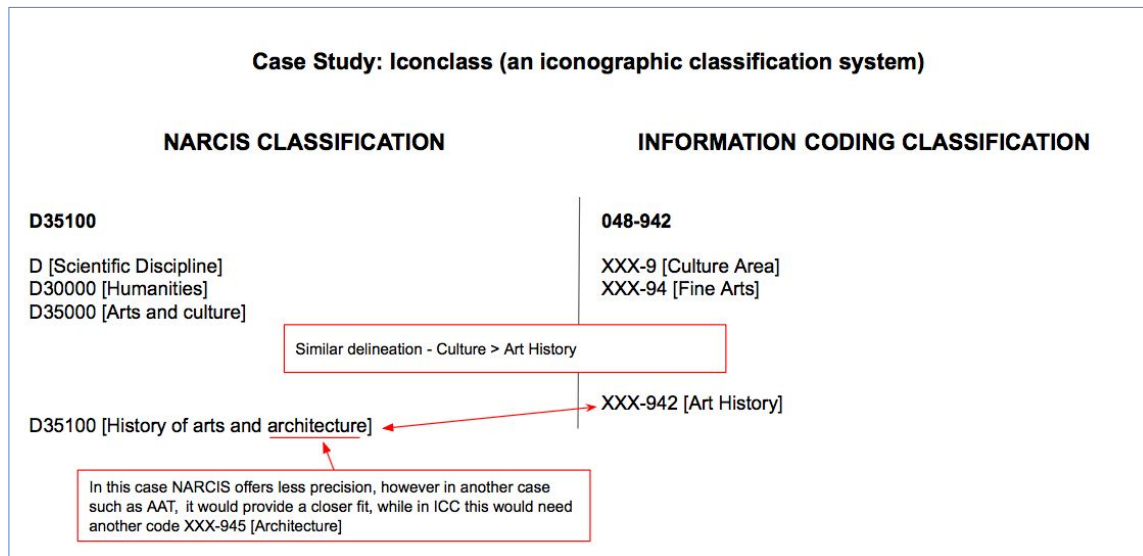 Case Study: Iconclass (an iconographic classification system)
NARCIS CLASSIFICATION
INFORMATION CODING CLASSIFICATION
D35100
D [Scientific Discipline]
D30000 [Humanities]
D35000 [Arts and culture]
048-942
XXX-9 [Culture Area]
XXX-94 [Fine Arts]
Similar delineation - Culture > Art History
XXX-942 [Art History]
D35100 [History of arts and architecture]
In this case NARCIS offers less precision, however in another case
such as AAT, it would provide a closer fit, while in ICC this would need
another code XXX-945 [Architecture]